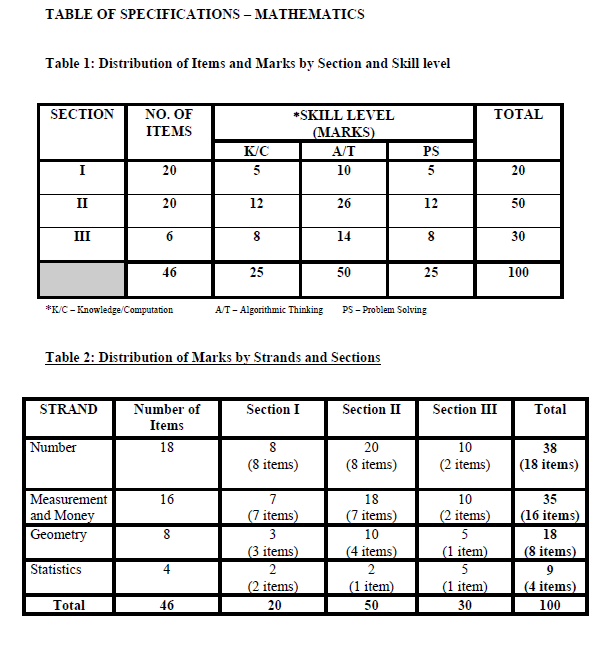 TABLE OF SPECIFICATIONS – MATHEMATICS
Table 1: Distribution of Items and Marks by Section and Skill level
SECTION NO. OF ITEMS *SKILL LEVEL (MARKS) TOTAL
K/C A/T PS
I 20 5 10 5 20
II 20 12 26 12 50
III 6 8 14 8 30
46 25 50 25 100
*K/C – Knowledge/Computation A/T – Algorithmic Thinking PS – Problem Solving
Table 2: Distribution of Marks by Strands and Sections
STRAND Number of Items Section I Section II Section III Total
Number 18 8 20 10 38
(8 items) (8 items) (2 items) (18 items)
Measurement 16 7 18 10 35
and Money (7 items) (7 items) (2 items) (16 items)
Geometry 8 3 10 5 18
(3 items) (4 items) (1 item) (8 items)
Statistics 4 2 2 5 9
(2 items) (1 item) (1 item) (4 items)
Total 46 20 50 30 100